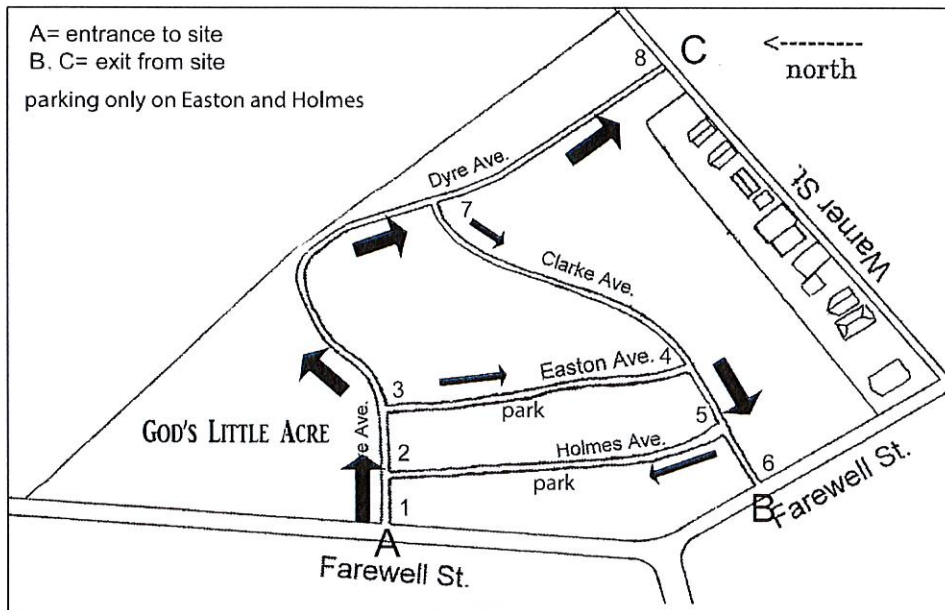 A= entrance to site
B. C= exit from site
parking only on Easton and Holmes
8
C
north
Dyre Ave.
7
Warner St.
Clarke Ave.
Easton Ave.
4
3
park
GOD'S LITTLE ACRE
re Ave.
5
2
Holmes Ave.
6
park
1
B
Farewell St.
A
Farewell St.